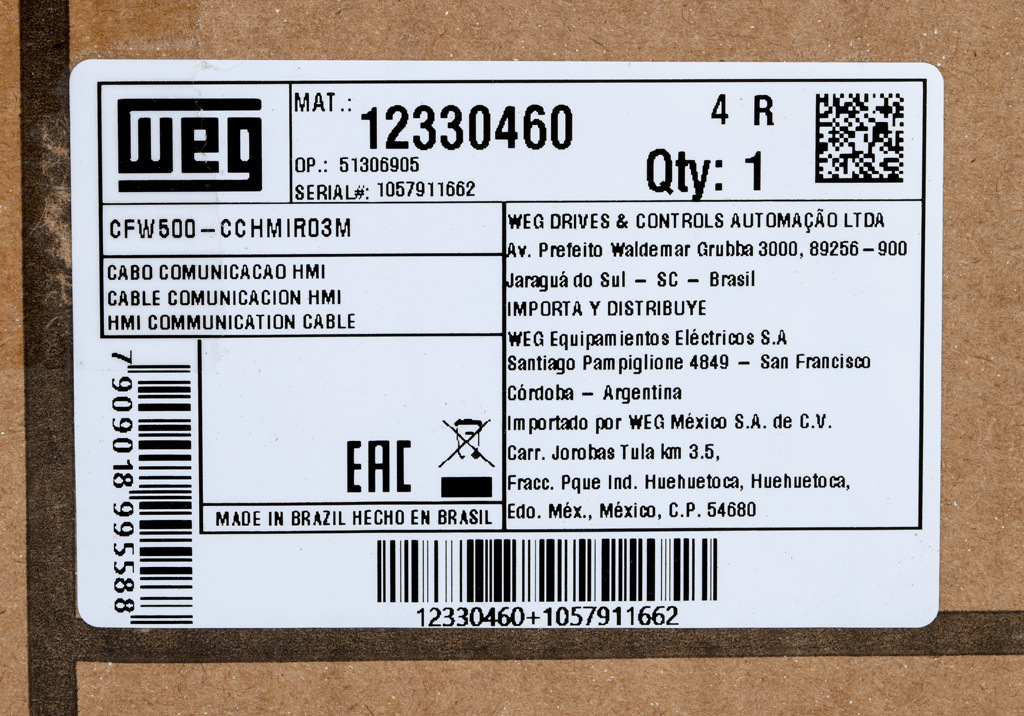 weg
MAT.: 12330460
4 R
OP.: 51306905
Qty: 1
SERIAL#: 1057911662
CFW500-CCHMIR03M
CABO COMUNICACAO HMI
CABLE COMUNICACION HMI
HMI COMMUNICATION CABLE
WEG DRIVES & CONTROLS AUTOMAÇÃO LTDA
Av. Prefeito Waldemar Grubba 3000, 89256-900
Jaraguá do Sul - SC - Brasil
IMPORTA Y DISTRIBUYE
WEG Equipamientos Eléctricos S.A
Santiago Pampiglione 4849 - San Francisco
Córdoba - Argentina
Importado por WEG México S.A. de C.V.
Carr. Jorobas Tula km 3.5,
Fracc. Pque Ind. Huehuetoca, Huehuetoca,
Edo. Méx., México, C.P. 54680
7909018995588
EAC
MADE IN BRAZIL HECHO EN BRASIL
12330460+1057911662